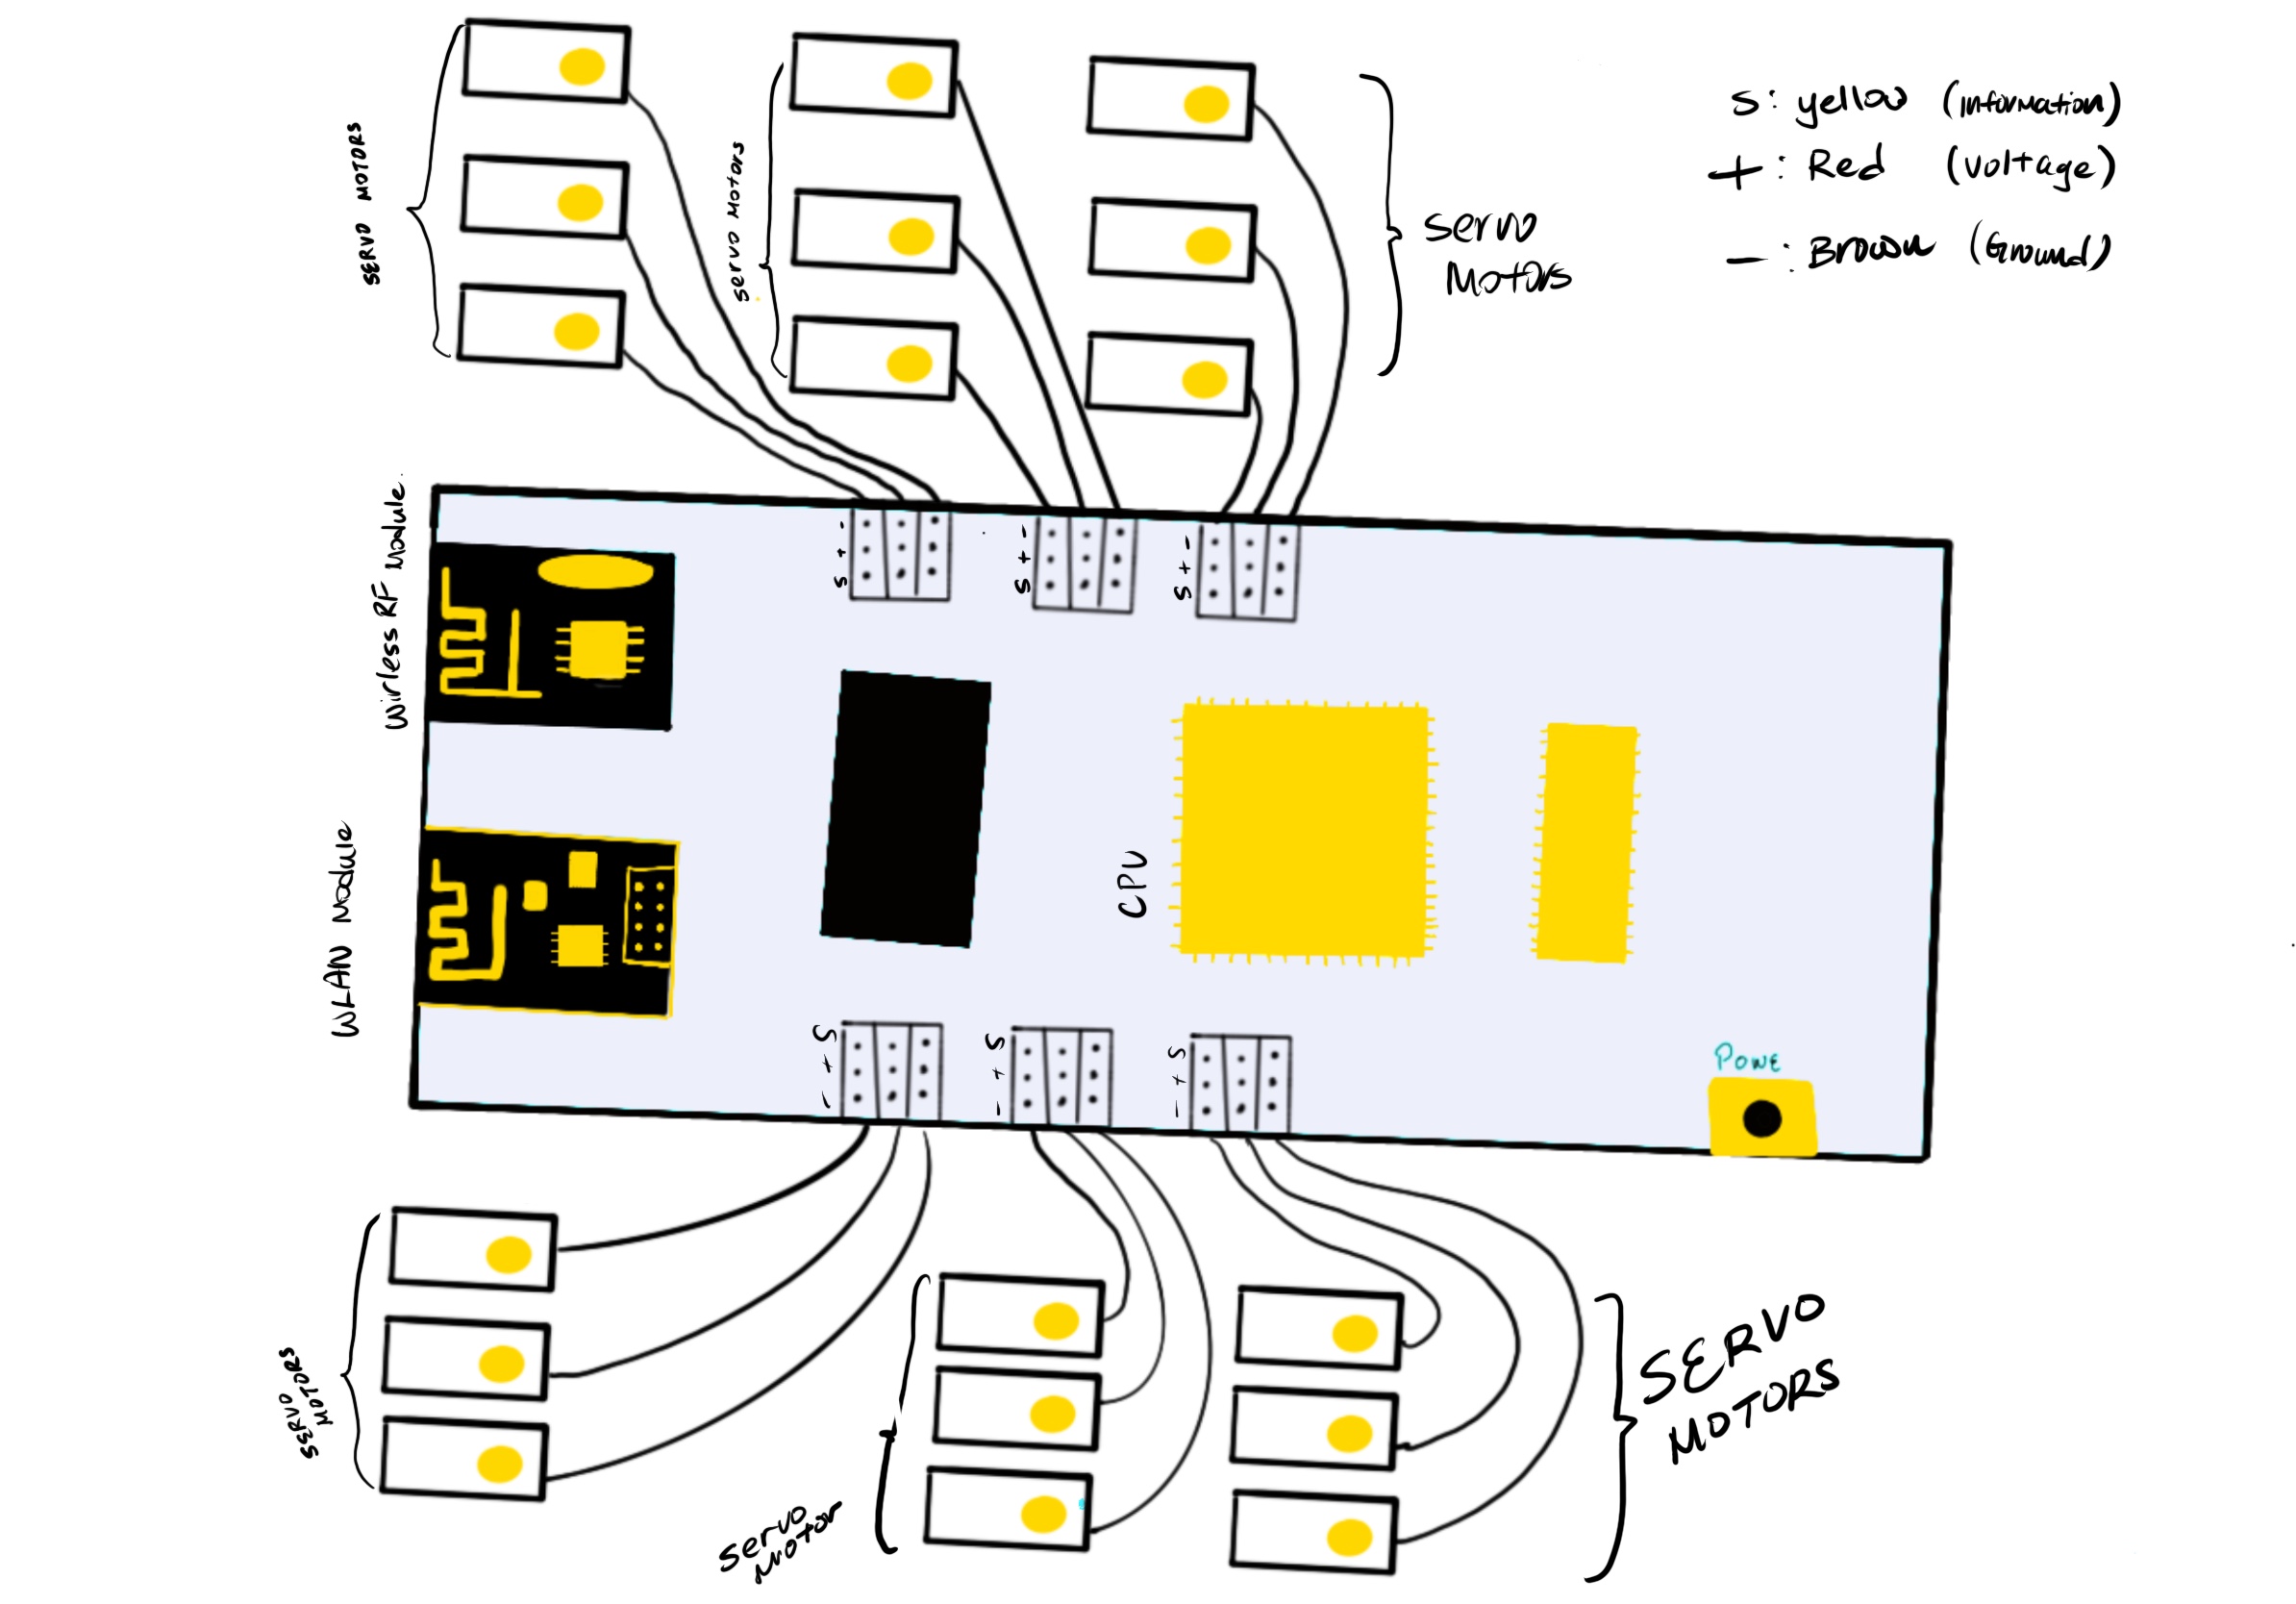 SERVO MOTORS
servo Motors
servo
Motors
S: yellow (information)
+: Red (voltage)
-: Brown (Ground)
Wirless RF Module
S + -
S + -
S + -
WLAN Module
CPU
Powe
- + S
- + S
- + S
SERVO
MOTORS
servo
Motor
SERVO
MOTORS